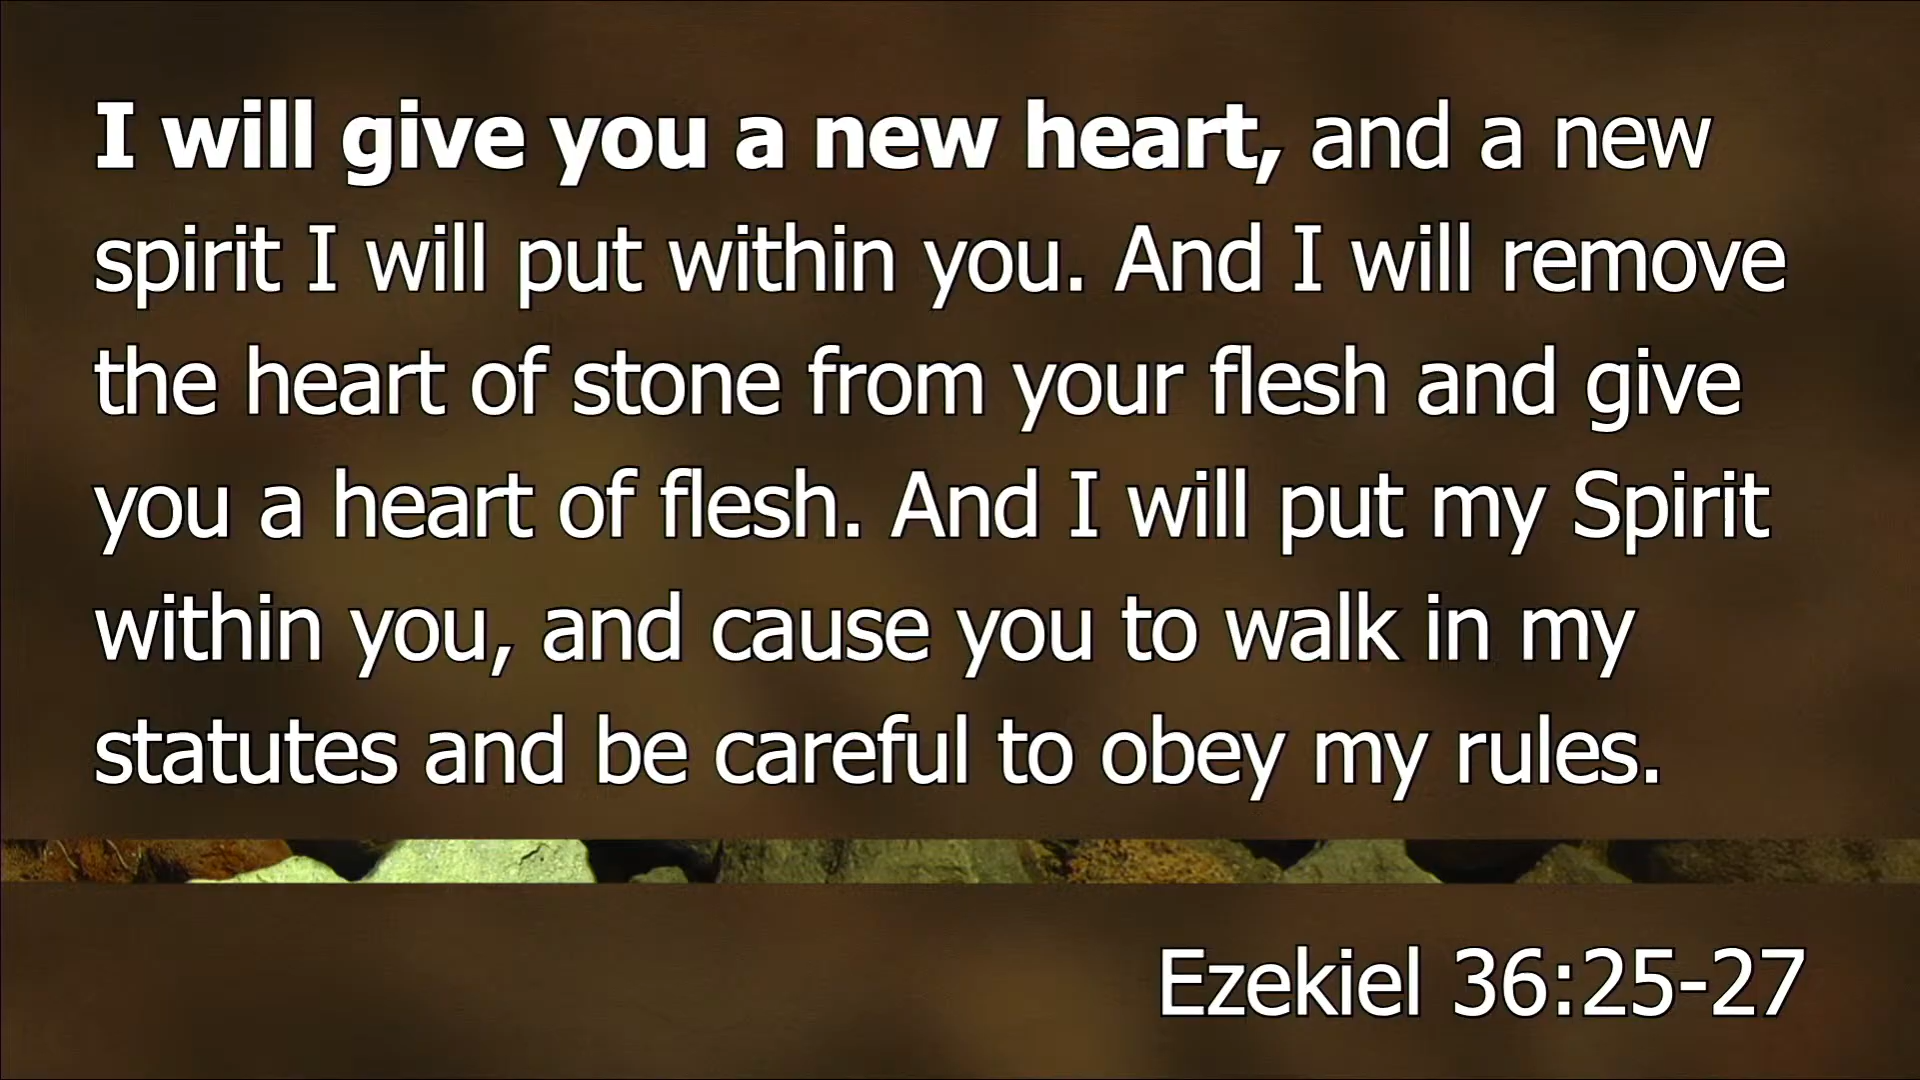 I will give you a new heart, and a new
spirit I will put within you. And I will remove
the heart of stone from your flesh and give
you a heart of flesh. And I will put my Spirit
within you, and cause you to walk in my
statutes and be careful to obey my rules.
Ezekiel 36:25-27